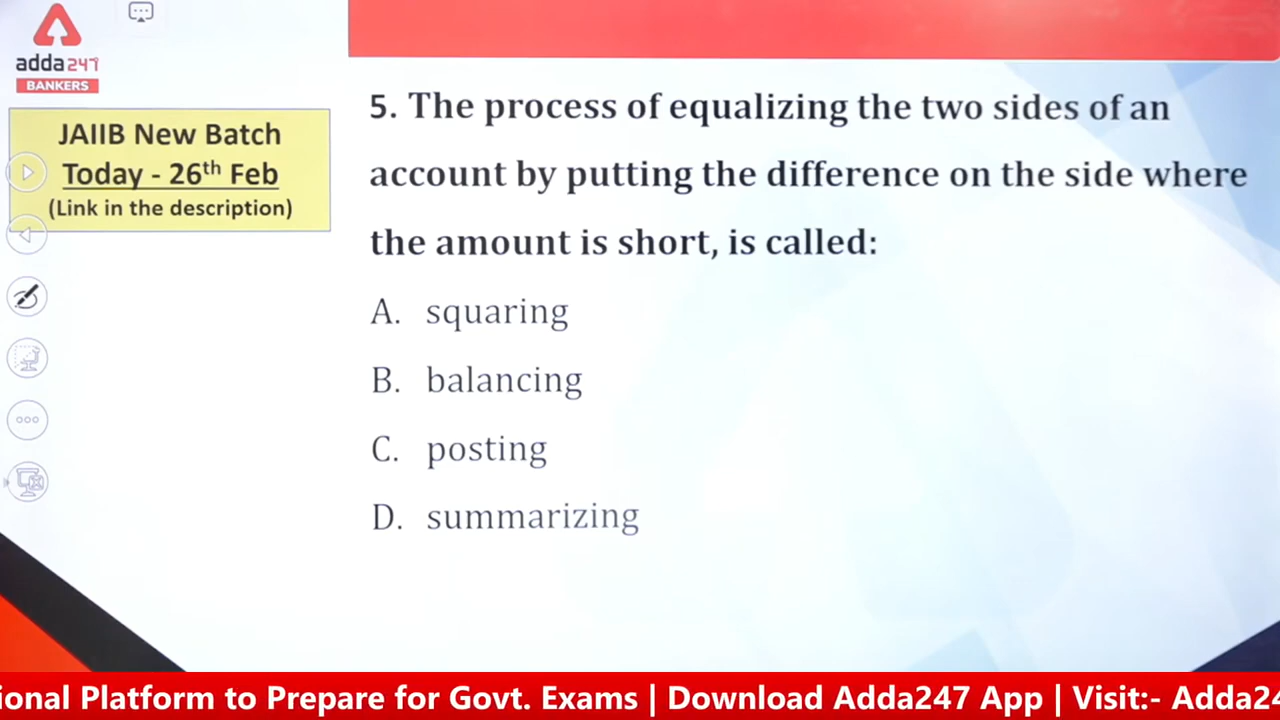 adda247
BANKERS
JAIIB New Batch
Today - 26th Feb
(Link in the description)
5. The process of equalizing the two sides of an
account by putting the difference on the side where
the amount is short, is called:
A. squaring
B. balancing
C. posting
D. summarizing
ional Platform to Prepare for Govt. Exams | Download Adda247 App | Visit:- Adda24